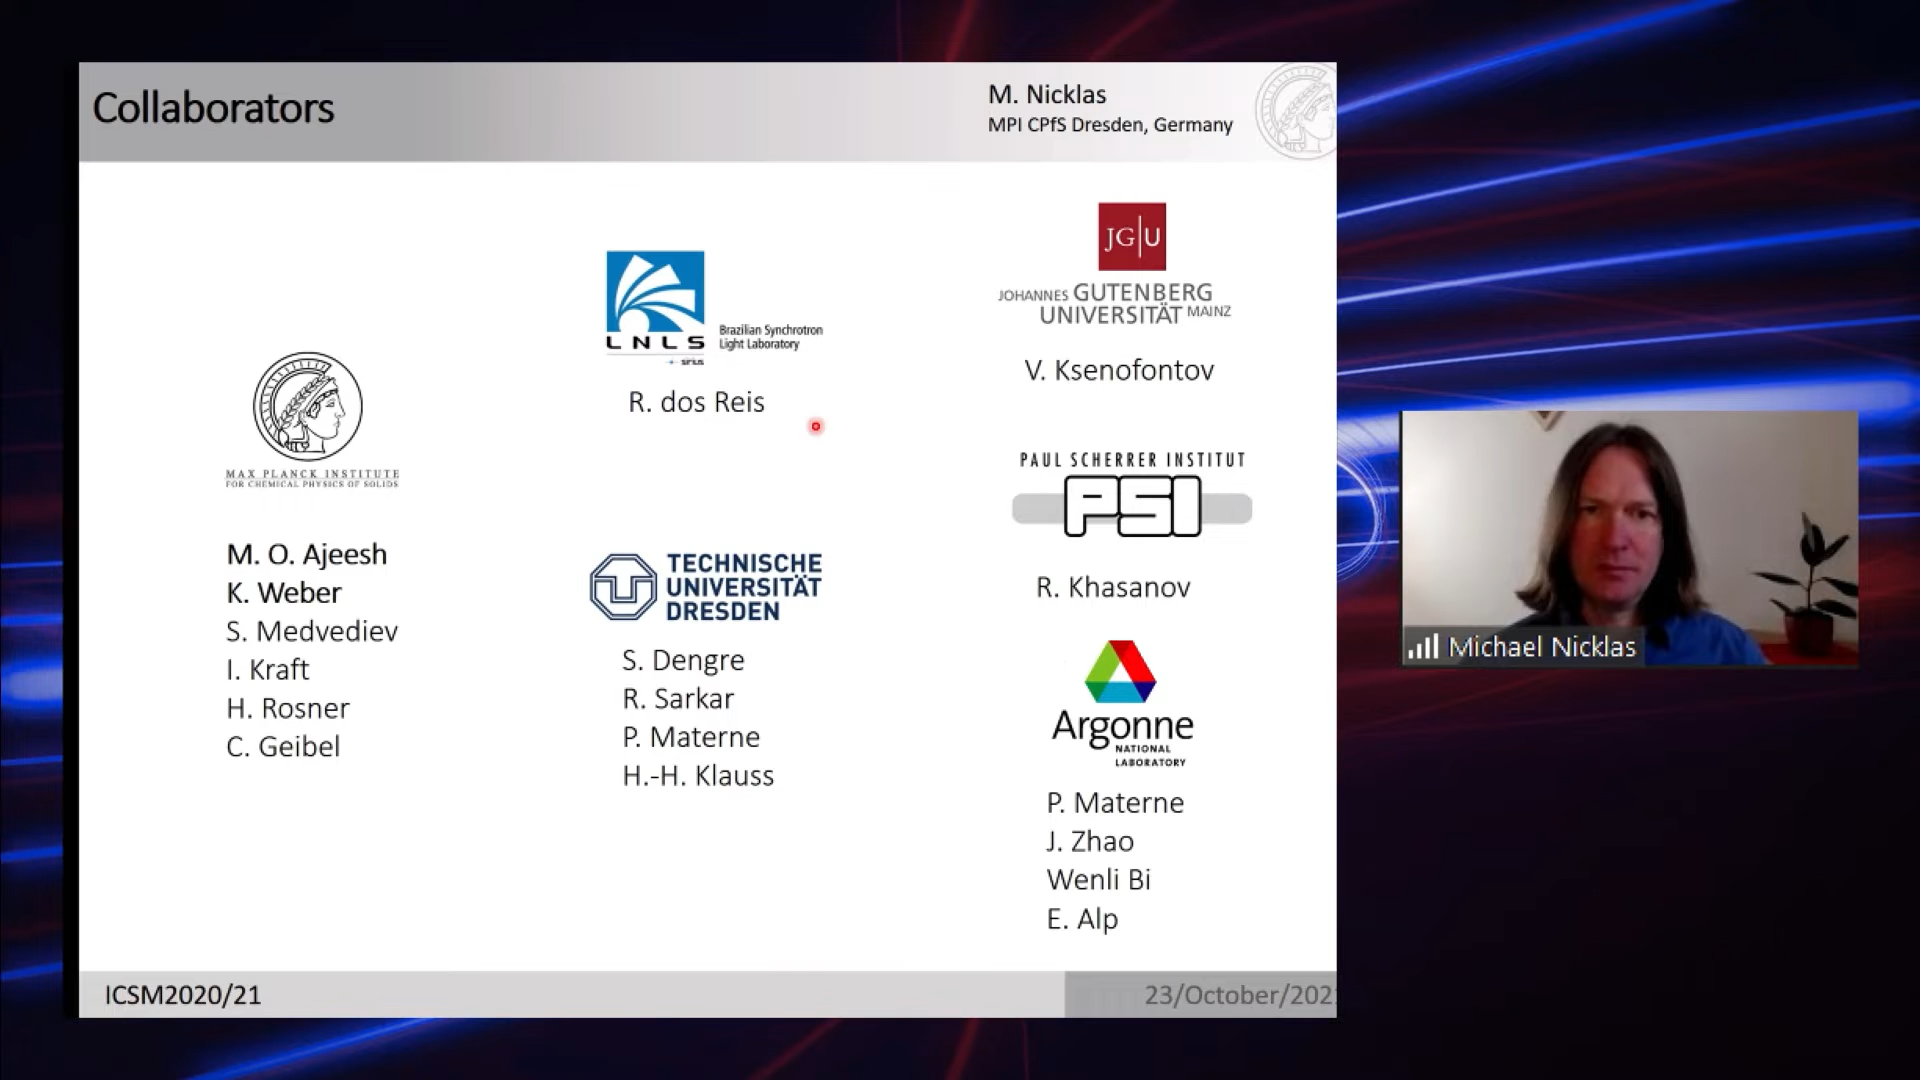 Collaborators
M. Nicklas
MPI CPfS Dresden, Germany
MAX PLANCK INSTITUTE
FOR CHEMICAL PHYSICS OF SOLIDS
M. O. Ajeesh
K. Weber
S. Medvediev
I. Kraft
H. Rosner
C. Geibel
LNLS
Brazilian Synchrotron
Light Laboratory
sirius
R. dos Reis
TECHNISCHE
UNIVERSITÄT
DRESDEN
S. Dengre
R. Sarkar
P. Materne
H.-H. Klauss
JG|U
JOHANNES GUTENBERG
UNIVERSITÄT MAINZ
V. Ksenofontov
PAUL SCHERRER INSTITUT
PSI
R. Khasanov
Argonne
NATIONAL
LABORATORY
P. Materne
J. Zhao
Wenli Bi
E. Alp
Michael Nicklas
ICSM2020/21
23/October/202